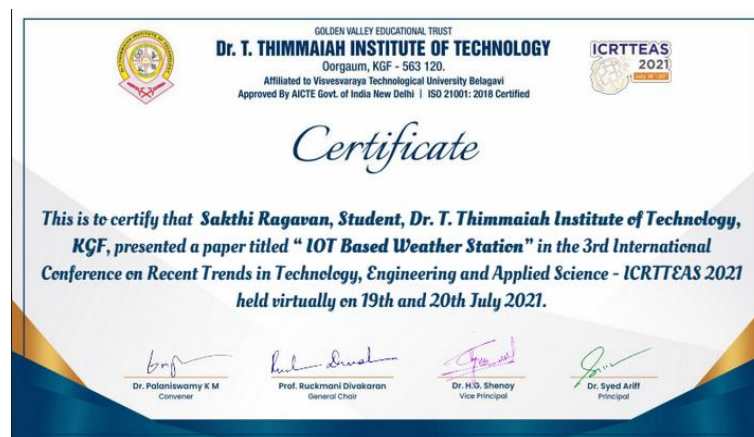 GOLDEN VALLEY EDUCATIONAL TRUST
Dr. T. THIMMAIAH INSTITUTE OF TECHNOLOGY
Oorgaum, KGF - 563 120.
Affiliated to Visvesvaraya Technological University Belagavi
Approved By AICTE Govt. of India New Delhi | ISO 21001: 2018 Certified
ICRTTEAS
2021
Certificate
This is to certify that Sakthi Ragavan, Student, Dr. T. Thimmaiah Institute of Technology,
KGF, presented a paper titled “ IOT Based Weather Station” in the 3rd International
Conference on Recent Trends in Technology, Engineering and Applied Science - ICRTTEAS 2021
held virtually on 19th and 20th July 2021.
Dr. Palaniswamy K M
Convener
Prof. Ruckmani Divakaran
General Chair
Dr. H.G. Shenoy
Vice Principal
Dr. Syed Ariff
Principal